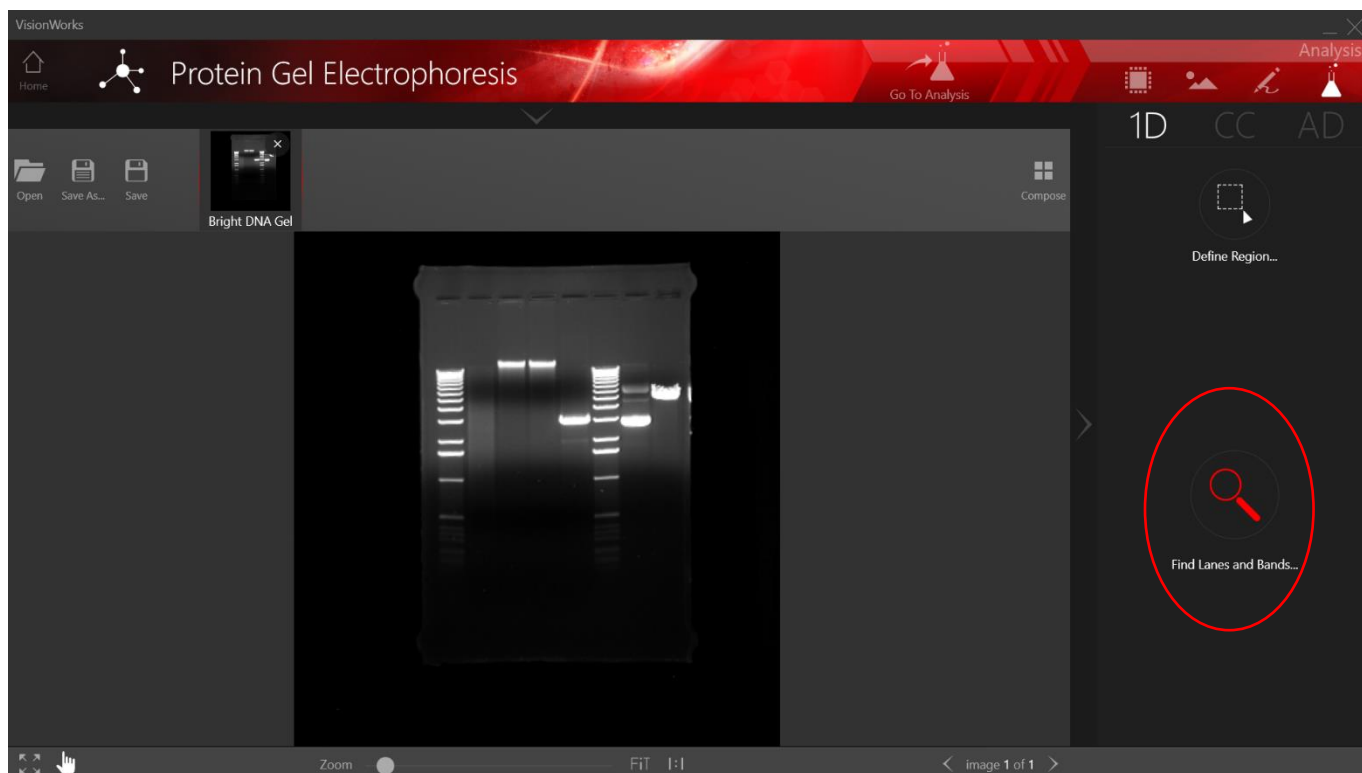 VisionWorks
Home
Protein Gel Electrophoresis
Go To Analysis
Analysis
1D CC AD
Open Save As... Save
Bright DNA Gel
Compose
Define Region...
Find Lanes and Bands...
Zoom FiT 1:1 image 1 of 1